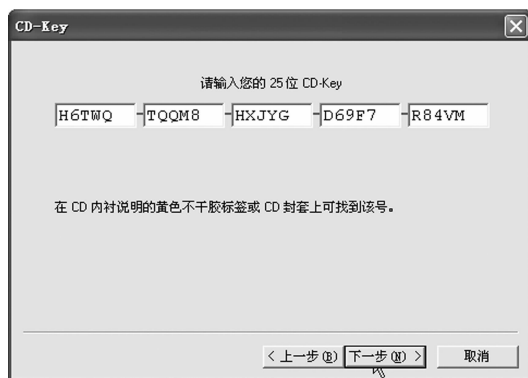 CD-Key
请输入您的 25位 CD-Key
H6TWQ-TQQM8-HXJYG-D69F7-R84VM
在 CD 内衬说明的黄色不干胶标签或 CD 封套上可找到该号。
< 上一步(B) 下一步(N) > 取消